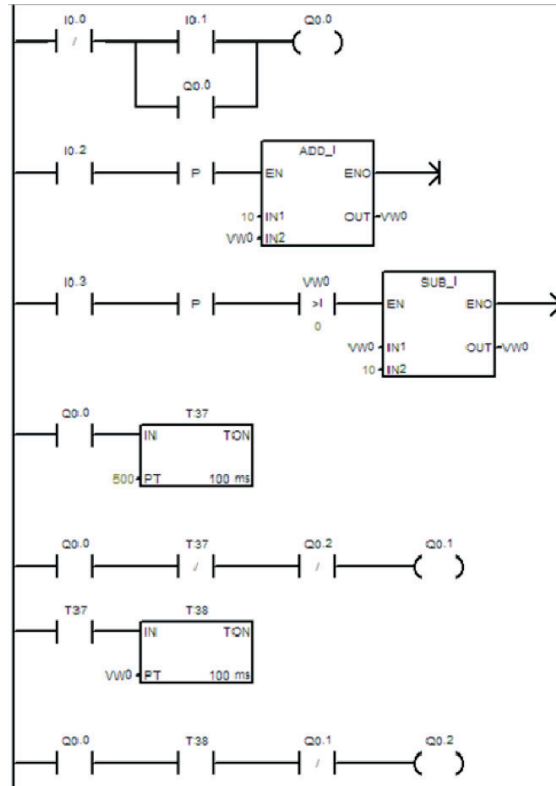 I0.0 I0.1 Q0.0
/
Q0.0
I0.2
P
ADD_I
EN ENO
10 IN1 OUT VW0
VW0 IN2
I0.3 VW0
P >I
0
SUB_I
EN ENO
VW0 IN1 OUT VW0
10 IN2
Q0.0 T37
IN TON
500 PT 100 ms
Q0.0 T37 Q0.2 Q0.1
/ /
T37 T38
IN TON
VW0 PT 100 ms
Q0.0 T38 Q0.1 Q0.2
/